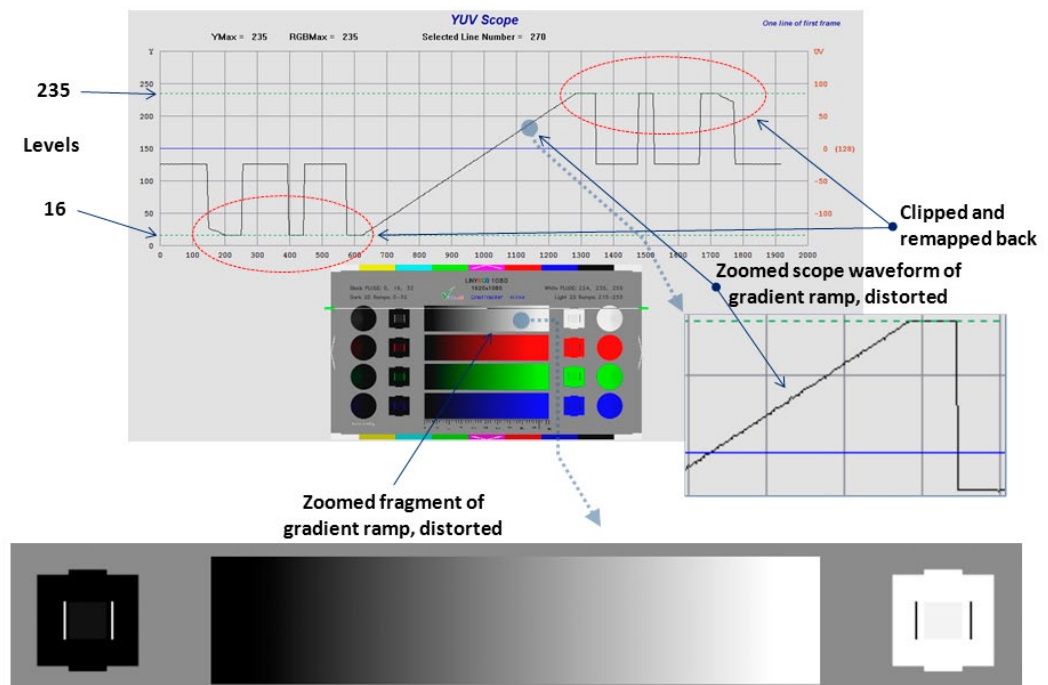 YUV Scope
One line of first frame
YMax = 235 RGBMax = 235 Selected Line Number = 270
Y
UV
250
200
150
100
50
0
100
50
0 (128)
-50
-100
0 100 200 300 400 500 600 700 800 900 1000 1100 1200 1300 1400 1500 1600 1700 1800 1900 2000
235
Levels
16
Clipped and
remapped back
Zoomed scope waveform of
gradient ramp, distorted
1920x1080
Zoomed fragment of
gradient ramp, distorted